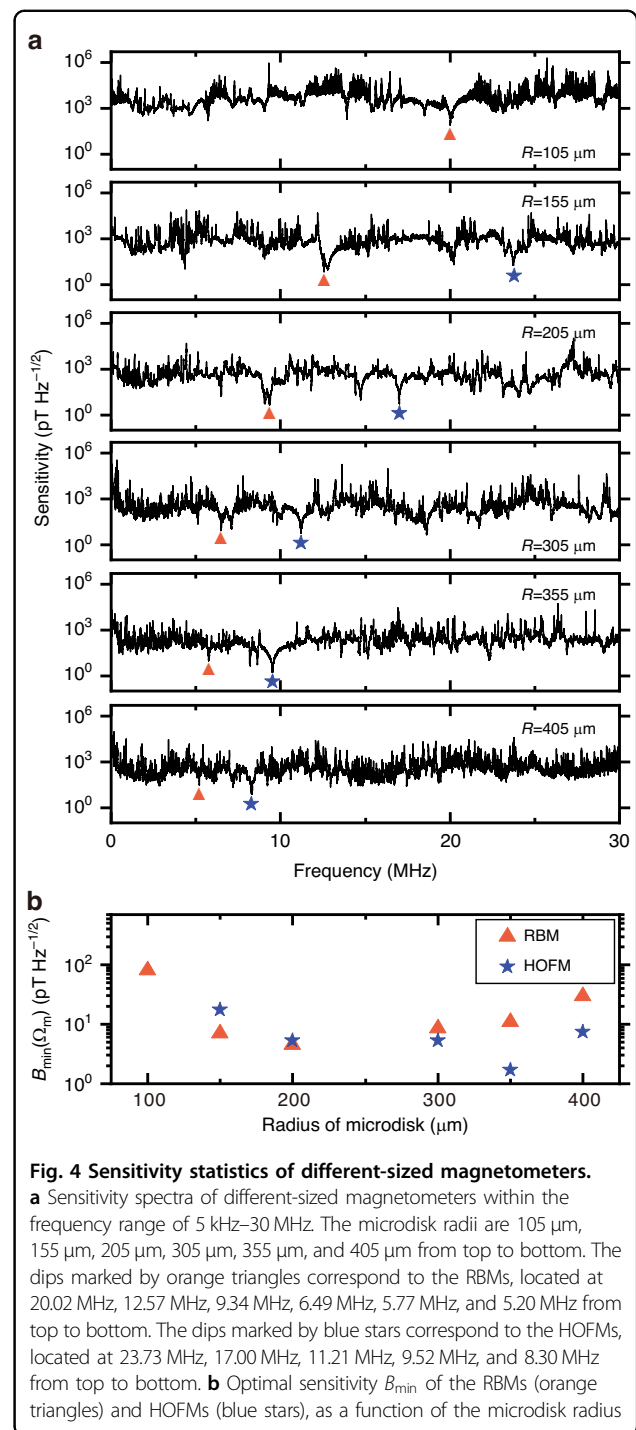 a
10⁶
10³
10⁰
R=105 μm
10⁶
10³
10⁰
R=155 μm
10⁶
10³
10⁰
R=205 μm
Sensitivity (pT Hz⁻¹/²)
10⁶
10³
10⁰
R=305 μm
10⁶
10³
10⁰
R=355 μm
10⁶
10³
10⁰
R=405 μm
0 10 20 30
Frequency (MHz)
b
Bmin(Ωm) (pT Hz⁻¹/²)
10²
10¹
10⁰
RBM
HOFM
100 200 300 400
Radius of microdisk (μm)
Fig. 4 Sensitivity statistics of different-sized magnetometers.
a Sensitivity spectra of different-sized magnetometers within the
frequency range of 5 kHz–30 MHz. The microdisk radii are 105 μm,
155 μm, 205 μm, 305 μm, 355 μm, and 405 μm from top to bottom. The
dips marked by orange triangles correspond to the RBMs, located at
20.02 MHz, 12.57 MHz, 9.34 MHz, 6.49 MHz, 5.77 MHz, and 5.20 MHz from
top to bottom. The dips marked by blue stars correspond to the HOFMs,
located at 23.73 MHz, 17.00 MHz, 11.21 MHz, 9.52 MHz, and 8.30 MHz
from top to bottom. b Optimal sensitivity Bmin of the RBMs (orange
triangles) and HOFMs (blue stars), as a function of the microdisk radius